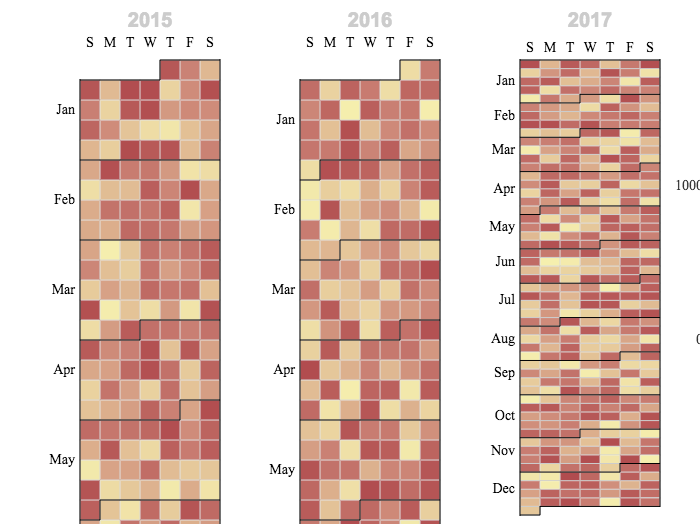 2015
S M T W T F S
Jan
Feb
Mar
Apr
May
2016
S M T W T F S
Jan
Feb
Mar
Apr
May
2017
S M T W T F S
Jan
Feb
Mar
Apr
May
Jun
Jul
Aug
Sep
Oct
Nov
Dec
1000